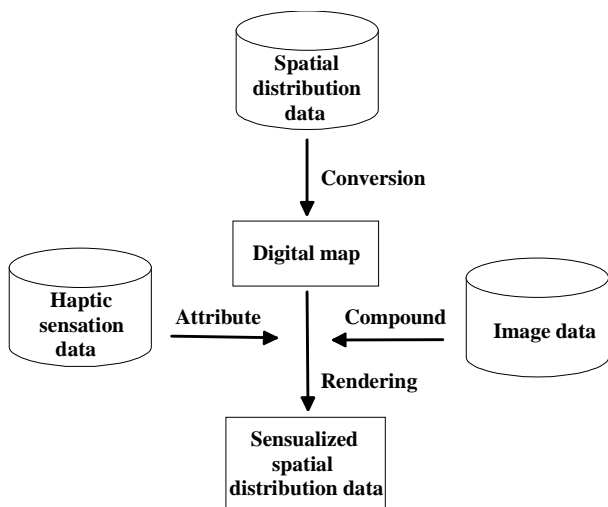 Spatial
distribution
data
Conversion
Digital map
Haptic
sensation
data
Attribute
Compound
Image data
Rendering
Sensualized
spatial
distribution data